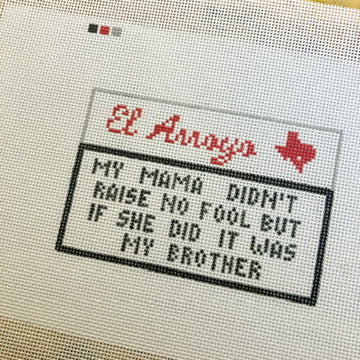 El Arroyo
MY MAMA DIDN'T
RAISE NO FOOL BUT
IF SHE DID IT WAS
MY BROTHER